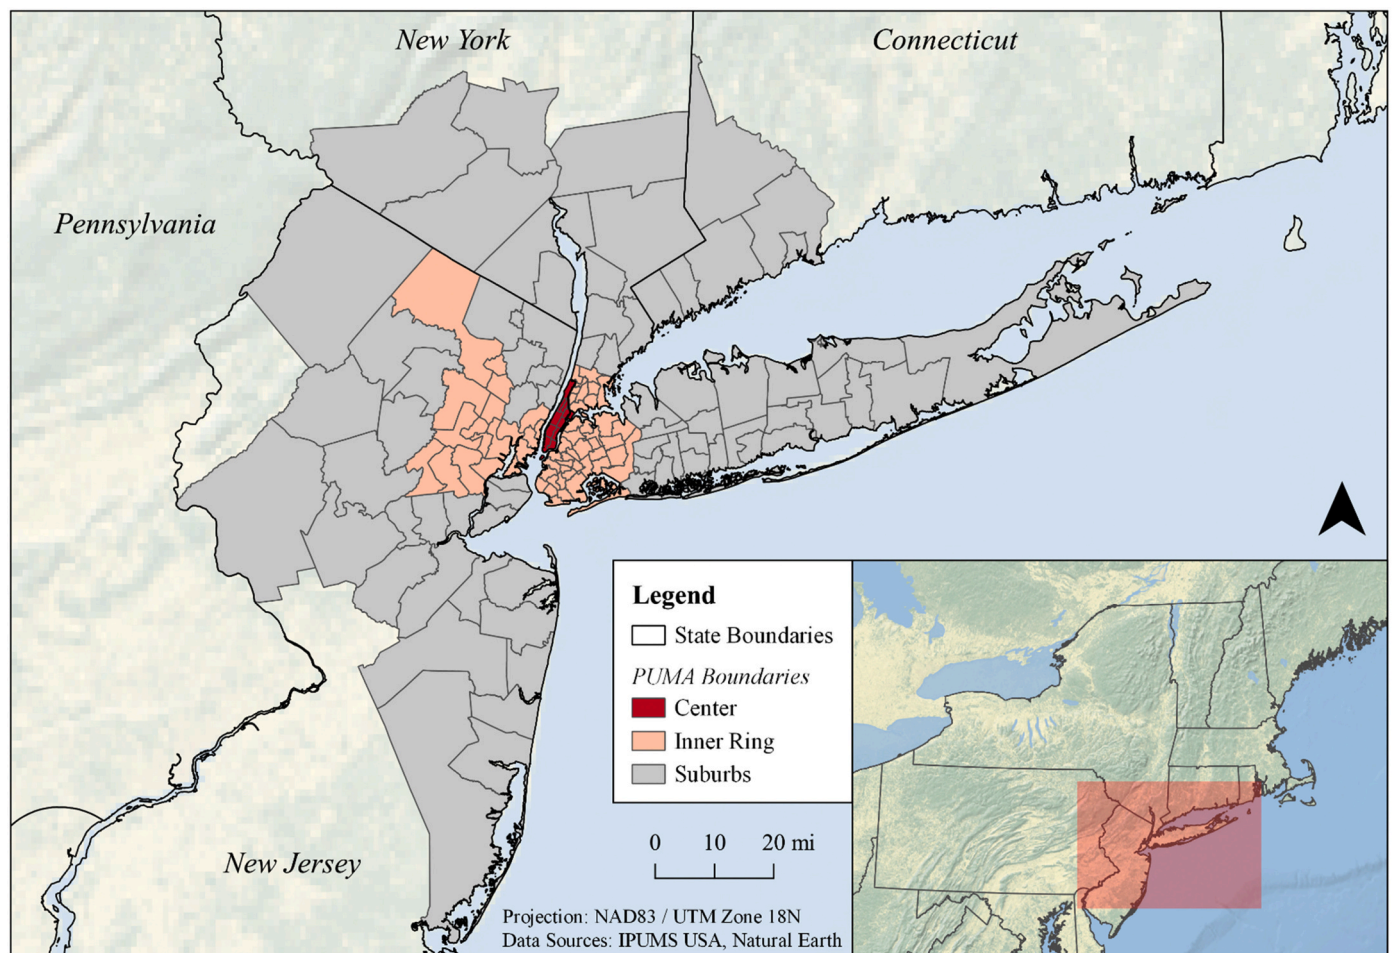 New York
Connecticut
Pennsylvania
New Jersey
Legend
State Boundaries
PUMA Boundaries
Center
Inner Ring
Suburbs
0 10 20 mi
Projection: NAD83 / UTM Zone 18N
Data Sources: IPUMS USA, Natural Earth